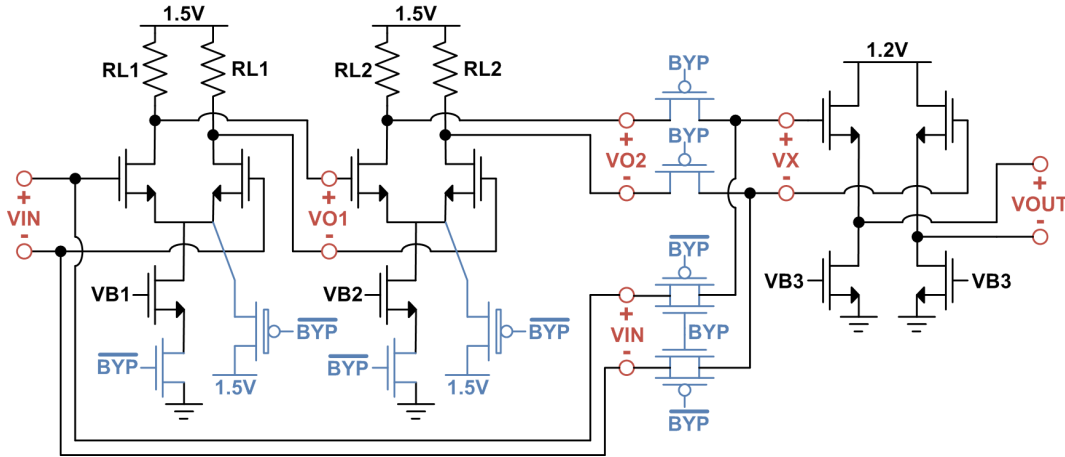 1.5V
1.5V
1.2V
RL1
RL1
RL2
RL2
BYP
BYP
+
VIN
-
+
VO1
-
+
VO2
-
+
VX
-
+
VOUT
-
VB1
VB2
VB3
VB3
BYP
BYP
BYP
BYP
1.5V
1.5V
BYP
+
VIN
-
BYP
BYP